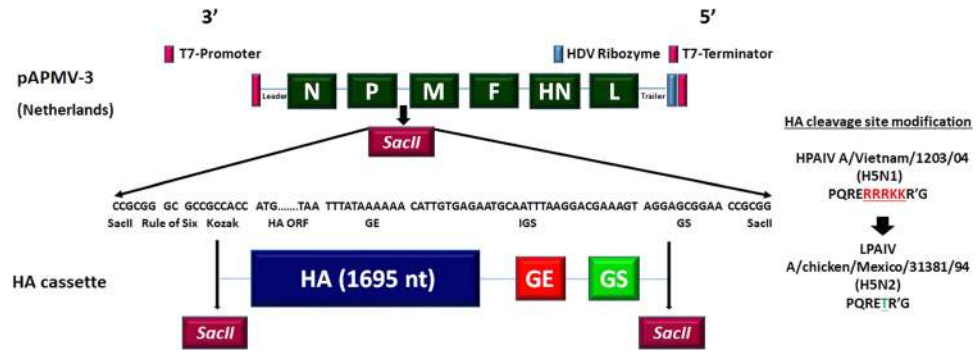 3’ 5’
T7-Promoter HDV Ribozyme T7-Terminator
pAPMV-3
(Netherlands)
Leader N P M F HN L Trailer
SacII
CCGCGG GC GCCGCCACC ATG.......TAA TTTATAAAAAAA CATTGTGAGAATGCAATTTAAGGACGAAAGT AGGAGCGGAA CCGCGG
SacII Rule of Six Kozak HA ORF GE IGS GS SacII
HA cassette
HA (1695 nt) GE GS
SacII SacII
HA cleavage site modification
HPAIV A/Vietnam/1203/04
(H5N1)
PQRERRRKKR’G
LPAIV
A/chicken/Mexico/31381/94
(H5N2)
PQRETR’G